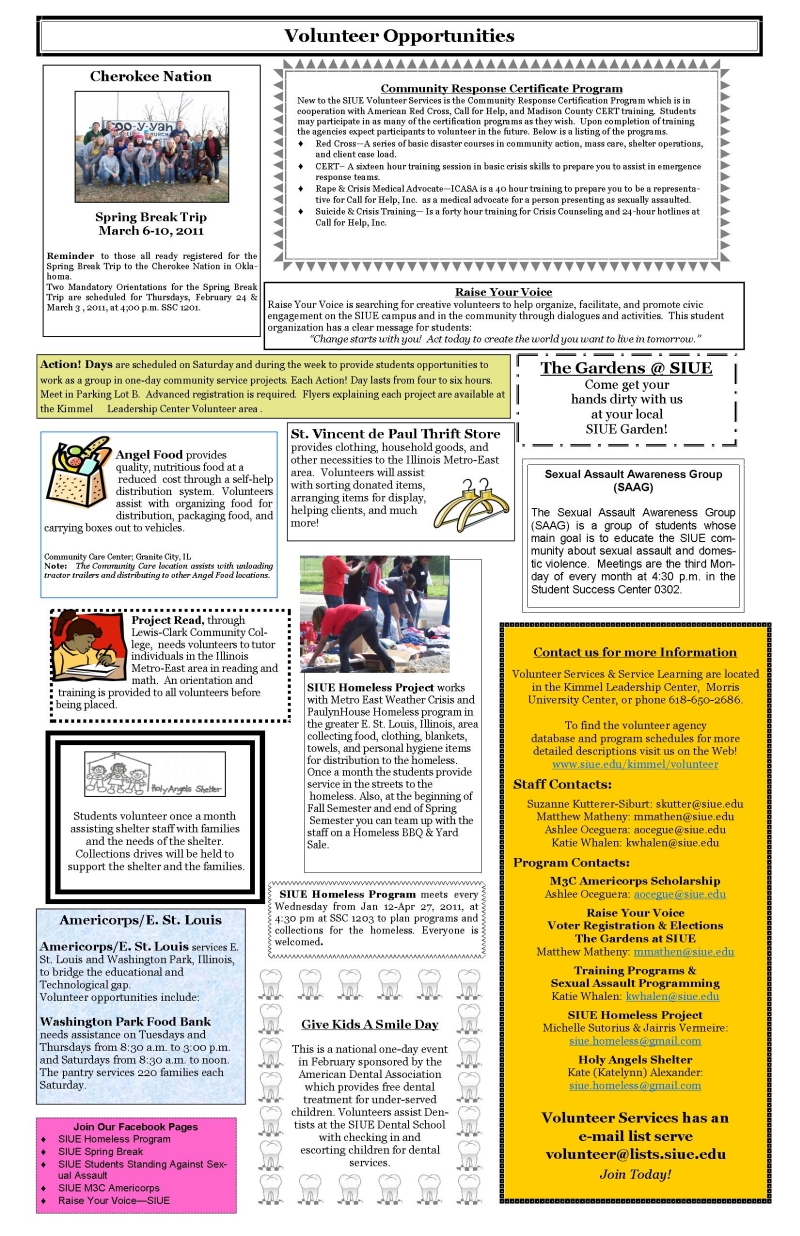 Volunteer Opportunities
Cherokee Nation
Spring Break Trip
March 6-10, 2011
Reminder to those all ready registered for the
Spring Break Trip to the Cherokee Nation in Okla-
homa.
Two Mandatory Orientations for the Spring Break
Trip are scheduled for Thursdays, February 24 &
March 3 , 2011, at 4;00 p.m. SSC 1201.
Community Response Certificate Program
New to the SIUE Volunteer Services is the Community Response Certification Program which is in
cooperation with American Red Cross, Call for Help, and Madison County CERT training. Students
may participate in as many of the certification programs as they wish. Upon completion of training
the agencies expect participants to volunteer in the future. Below is a listing of the programs.
♦ Red Cross—A series of basic disaster courses in community action, mass care, shelter operations,
and client case load.
♦ CERT– A sixteen hour training session in basic crisis skills to prepare you to assist in emergence
response teams.
♦ Rape & Crisis Medical Advocate—ICASA is a 40 hour training to prepare you to be a representa-
tive for Call for Help, Inc. as a medical advocate for a person presenting as sexually assaulted.
♦ Suicide & Crisis Training— Is a forty hour training for Crisis Counseling and 24-hour hotlines at
Call for Help, Inc.
Raise Your Voice
Raise Your Voice is searching for creative volunteers to help organize, facilitate, and promote civic
engagement on the SIUE campus and in the community through dialogues and activities. This student
organization has a clear message for students:
"Change starts with you! Act today to create the world you want to live in tomorrow."
Action! Days are scheduled on Saturday and during the week to provide students opportunities to
work as a group in one-day community service projects. Each Action! Day lasts from four to six hours.
Meet in Parking Lot B. Advanced registration is required. Flyers explaining each project are available at
the Kimmel Leadership Center Volunteer area .
The Gardens @ SIUE
Come get your
hands dirty with us
at your local
SIUE Garden!
Angel Food provides
quality, nutritious food at a
reduced cost through a self-help
distribution system. Volunteers
assist with organizing food for
distribution, packaging food, and
carrying boxes out to vehicles.
Community Care Center; Granite City, IL
Note: The Community Care location assists with unloading
tractor trailers and distributing to other Angel Food locations.
St. Vincent de Paul Thrift Store
provides clothing, household goods, and
other necessities to the Illinois Metro-East
area. Volunteers will assist
with sorting donated items,
arranging items for display,
helping clients, and much
more!
Sexual Assault Awareness Group
(SAAG)
The Sexual Assault Awareness Group
(SAAG) is a group of students whose
main goal is to educate the SIUE com-
munity about sexual assault and domes-
tic violence. Meetings are the third Mon-
day of every month at 4:30 p.m. in the
Student Success Center 0302.
Project Read, through
Lewis-Clark Community Col-
lege, needs volunteers to tutor
individuals in the Illinois
Metro-East area in reading and
math. An orientation and
training is provided to all volunteers before
being placed.
SIUE Homeless Project works
with Metro East Weather Crisis and
PaulynHouse Homeless program in
the greater E. St. Louis, Illinois, area
collecting food, clothing, blankets,
towels, and personal hygiene items
for distribution to the homeless.
Once a month the students provide
service in the streets to the
homeless. Also, at the beginning of
Fall Semester and end of Spring
Semester you can team up with the
staff on a Homeless BBQ & Yard
Sale.
Holy Angels Shelter
Students volunteer once a month
assisting shelter staff with families
and the needs of the shelter.
Collections drives will be held to
support the shelter and the families.
SIUE Homeless Program meets every
Wednesday from Jan 12-Apr 27, 2011, at
4:30 pm at SSC 1203 to plan programs and
collections for the homeless. Everyone is
welcomed.
Americorps/E. St. Louis
Americorps/E. St. Louis services E.
St. Louis and Washington Park, Illinois,
to bridge the educational and
Technological gap.
Volunteer opportunities include:
Washington Park Food Bank
needs assistance on Tuesdays and
Thursdays from 8:30 a.m. to 3:00 p.m.
and Saturdays from 8:30 a.m. to noon.
The pantry services 220 families each
Saturday.
Join Our Facebook Pages
♦ SIUE Homeless Program
♦ SIUE Spring Break
♦ SIUE Students Standing Against Sex-
ual Assault
♦ SIUE M3C Americorps
♦ Raise Your Voice—SIUE
Give Kids A Smile Day
This is a national one-day event
in February sponsored by the
American Dental Association
which provides free dental
treatment for under-served
children. Volunteers assist Den-
tists at the SIUE Dental School
with checking in and
escorting children for dental
services.
Contact us for more Information
Volunteer Services & Service Learning are located
in the Kimmel Leadership Center, Morris
University Center, or phone 618-650-2686.
To find the volunteer agency
database and program schedules for more
detailed descriptions visit us on the Web!
www.siue.edu/kimmel/volunteer
Staff Contacts:
Suzanne Kutterer-Siburt: skutter@siue.edu
Matthew Matheny: mmathen@siue.edu
Ashlee Oceguera: aocegue@siue.edu
Katie Whalen: kwhalen@siue.edu
Program Contacts:
M3C Americorps Scholarship
Ashlee Oceguera: aocegue@siue.edu
Raise Your Voice
Voter Registration & Elections
The Gardens at SIUE
Matthew Matheny: mmathen@siue.edu
Training Programs &
Sexual Assault Programming
Katie Whalen: kwhalen@siue.edu
SIUE Homeless Project
Michelle Sutorius & Jairris Vermeire:
siue.homeless@gmail.com
Holy Angels Shelter
Kate (Katelynn) Alexander:
siue.homeless@gmail.com
Volunteer Services has an
e-mail list serve
volunteer@lists.siue.edu
Join Today!